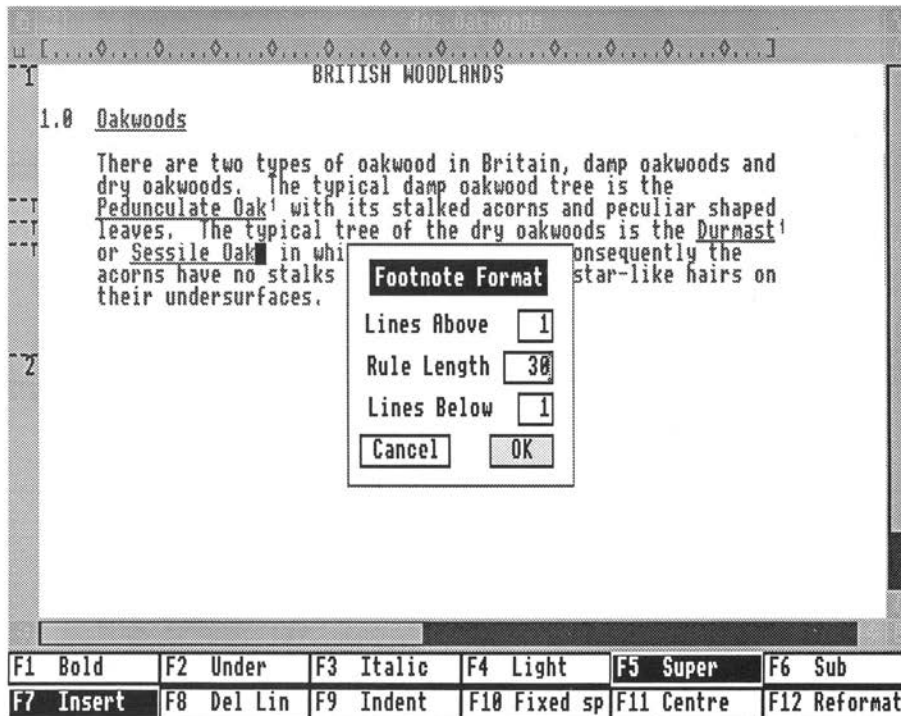 doc Oakwoods
1
BRITISH WOODLANDS
1.0 Oakwoods
There are two types of oakwood in Britain, damp oakwoods and
dry oakwoods. The typical damp oakwood tree is the
Pedunculate Oak¹ with its stalked acorns and peculiar shaped
leaves. The typical tree of the dry oakwoods is the Durmast¹
or Sessile Oak in whi onsequently the
acorns have no stalks star-like hairs on
their undersurfaces.
2
Footnote Format
Lines Above 1
Rule Length 30
Lines Below 1
Cancel OK
F1 Bold F2 Under F3 Italic F4 Light F5 Super F6 Sub
F7 Insert F8 Del Lin F9 Indent F10 Fixed sp F11 Centre F12 Reformat